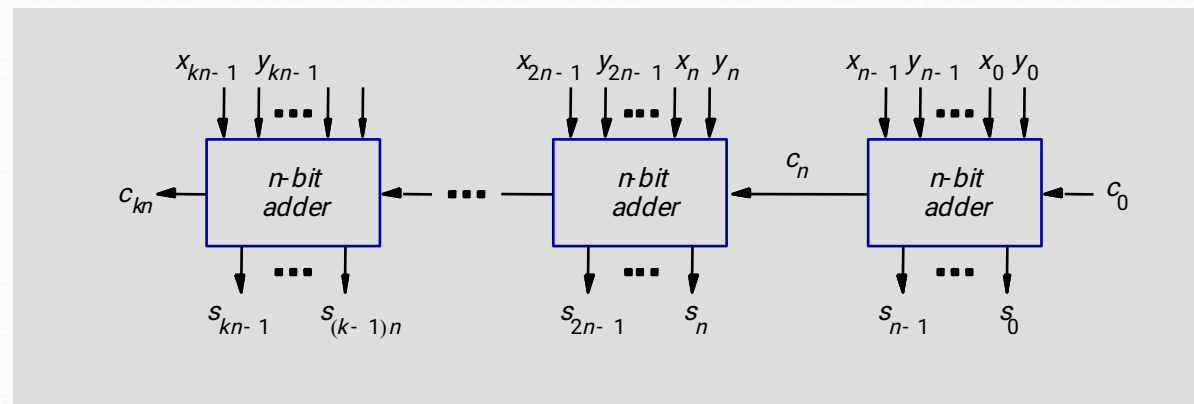 x_{kn-1} y_{kn-1} x_{2n-1} y_{2n-1} x_n y_n x_{n-1} y_{n-1} x_0 y_0
n-bit adder
c_{kn}
n-bit adder
c_n
n-bit adder
c_0
s_{kn-1} s_{(k-1)n} s_{2n-1} s_n s_{n-1} s_0